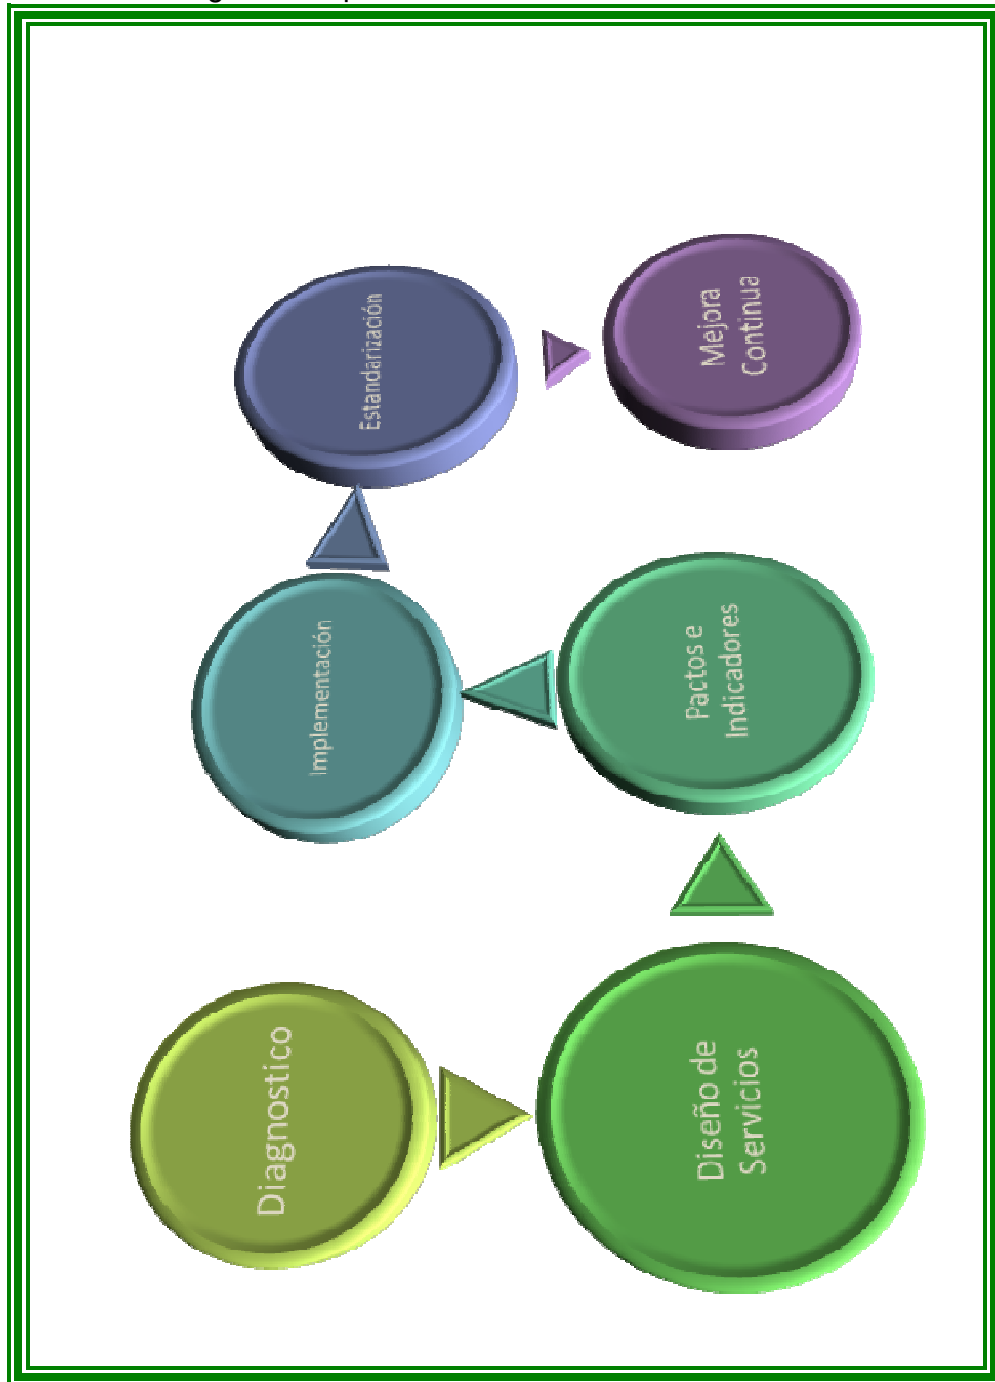 Diagnostico
Diseño de
Servicios
Pactos e
Indicadores
Implementación
Estandarización
Mejora
Continua